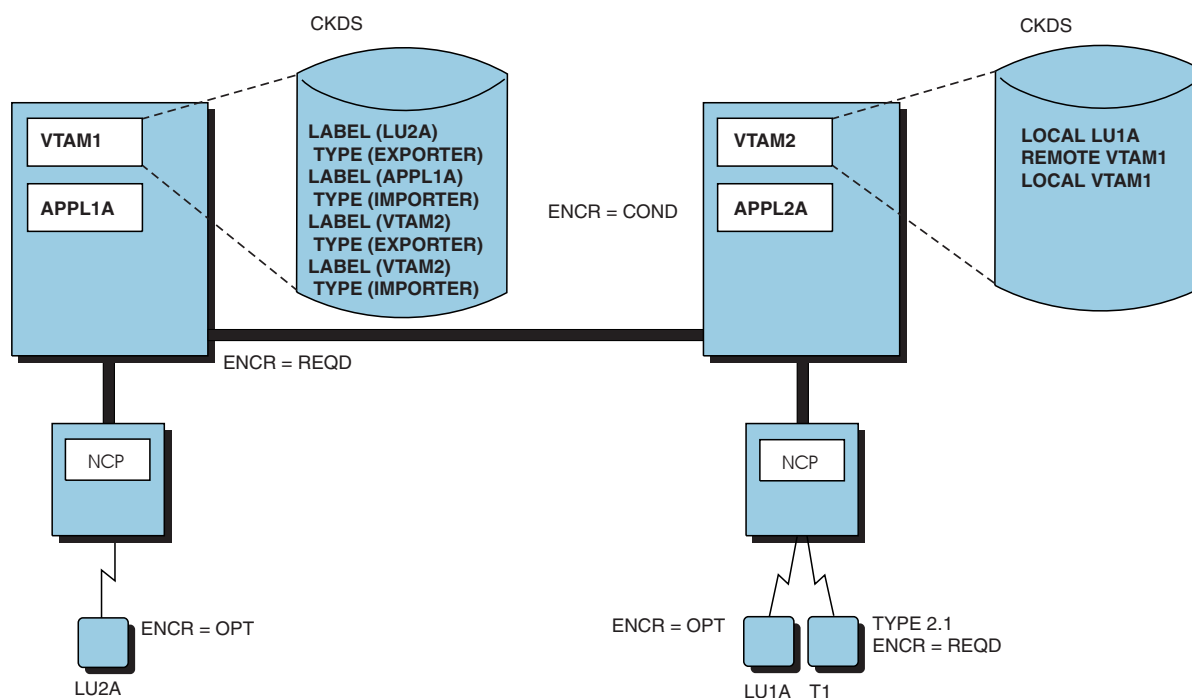 CKDS
CKDS
VTAM1
APPL1A
LABEL (LU2A)
TYPE (EXPORTER)
LABEL (APPL1A)
TYPE (IMPORTER)
LABEL (VTAM2)
TYPE (EXPORTER)
LABEL (VTAM2)
TYPE (IMPORTER)
ENCR = COND
VTAM2
APPL2A
LOCAL LU1A
REMOTE VTAM1
LOCAL VTAM1
ENCR = REQD
NCP
NCP
ENCR = OPT
LU2A
ENCR = OPT
TYPE 2.1
ENCR = REQD
LU1A
T1